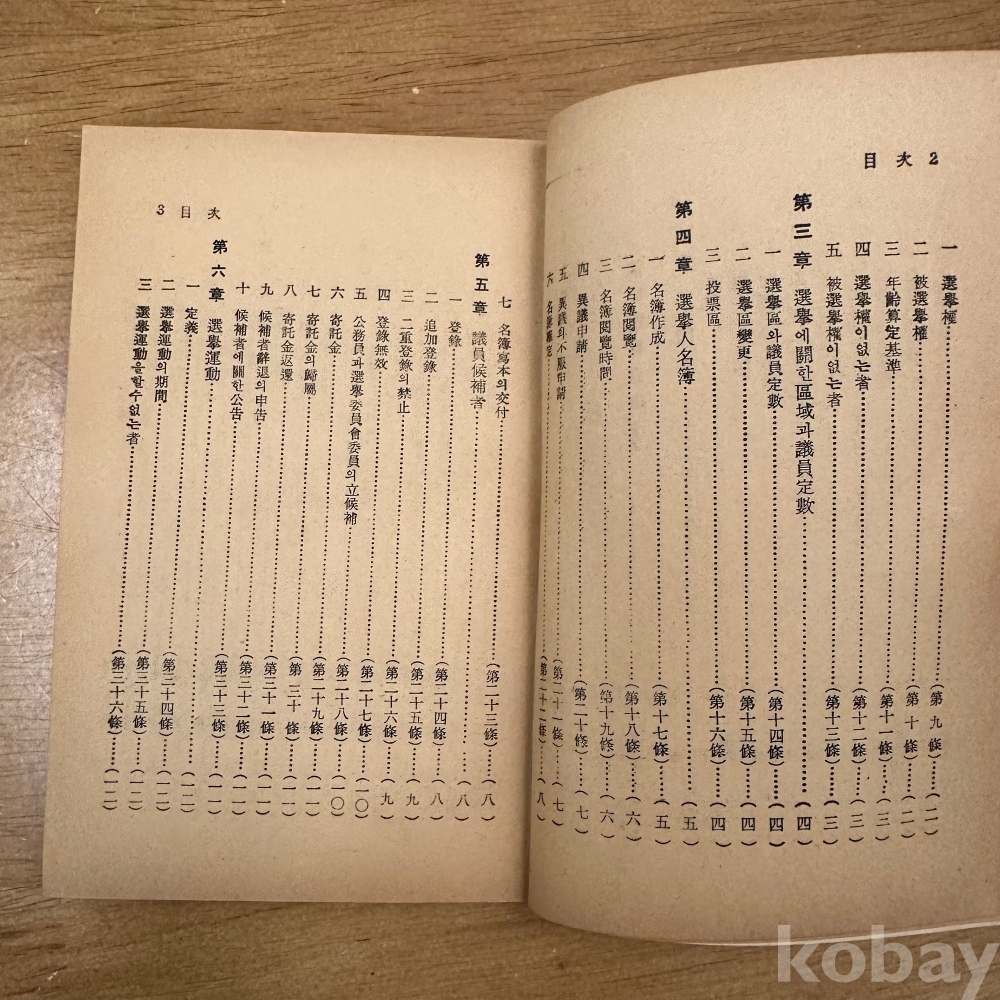 目次 2
一 選擧權……(第九條)……(二)
二 被選擧權……(第十條)……(二)
三 年齡算定基準……(第十一條)……(三)
四 選擧權이없는者……(第十二條)……(三)
五 被選擧權이없는者……(第十三條)……(三)
第三章 選擧에關한區域과議員定數……(四)
一 選擧區와議員定數……(第十四條)……(四)
二 選擧區變更……(第十五條)……(四)
三 投票區……(第十六條)……(四)
第四章 選擧人名簿……(五)
一 名簿作成……(第十七條)……(五)
二 名簿閱覽……(第十八條)……(六)
三 名簿閱覽時間……(第十九條)……(六)
四 異議申請……(第二十條)……(七)
五 異議의不服申請……(第二十一條)……(七)
六 名簿確定……(第二十二條)……(八)
3 目次
七 名簿寫本의交付……(第二十三條)……(八)
第五章 議員候補者……(八)
一 登錄……(第二十四條)……(八)
二 追加登錄……(第二十五條)……(九)
三 二重登錄의禁止……(第二十六條)……(九)
四 登錄無效……(第二十七條)……(一〇)
五 公務員과選擧委員會委員의立候補……(第二十八條)……(一〇)
六 寄託金……(第二十九條)……(一一)
七 寄託金의歸屬……(第三十條)……(一一)
八 寄託金返還……(第三十一條)……(一一)
九 候補者辭退의申告……(第三十二條)……(一一)
十 候補者에關한公告……(第三十三條)……(一一)
第六章 選擧運動……(一二)
一 定義……(第三十四條)……(一二)
二 選擧運動의期間……(第三十五條)……(一二)
三 選擧運動을할수없는者……(第三十六條)……(一二)
kobay